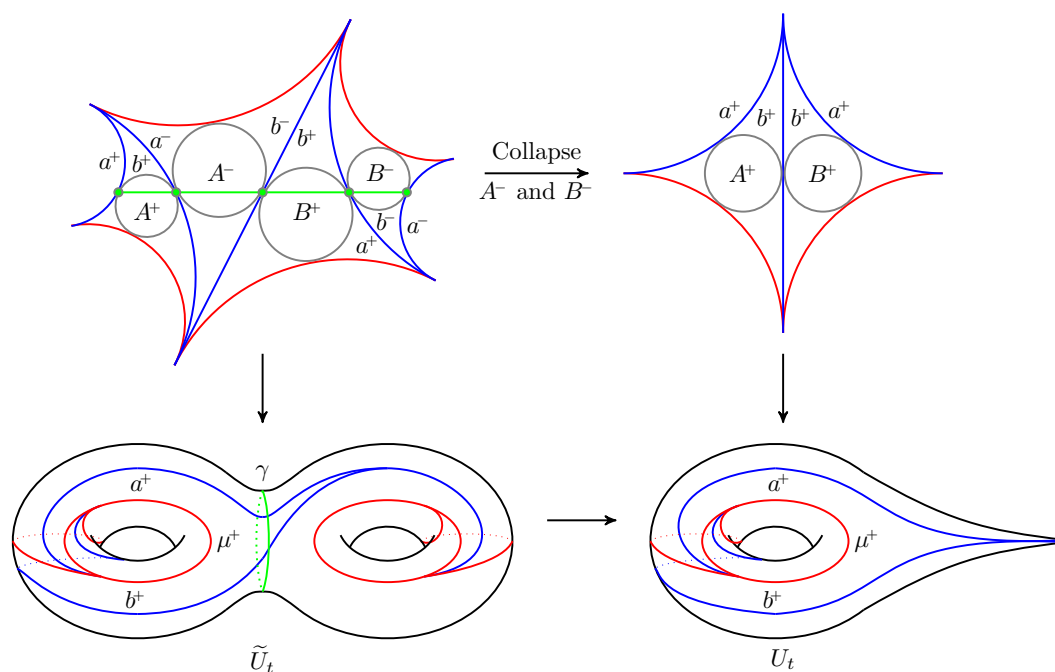 a⁺ b⁺ a⁻ A⁺ A⁻ b⁻ b⁺ B⁺ B⁻ a⁺ b⁻ a⁻
Collapse
A⁻ and B⁻
a⁺ b⁺ b⁺ a⁺
A⁺ B⁺
γ
a⁺
μ⁺
b⁺
Ũ_t
a⁺
μ⁺
b⁺
U_t